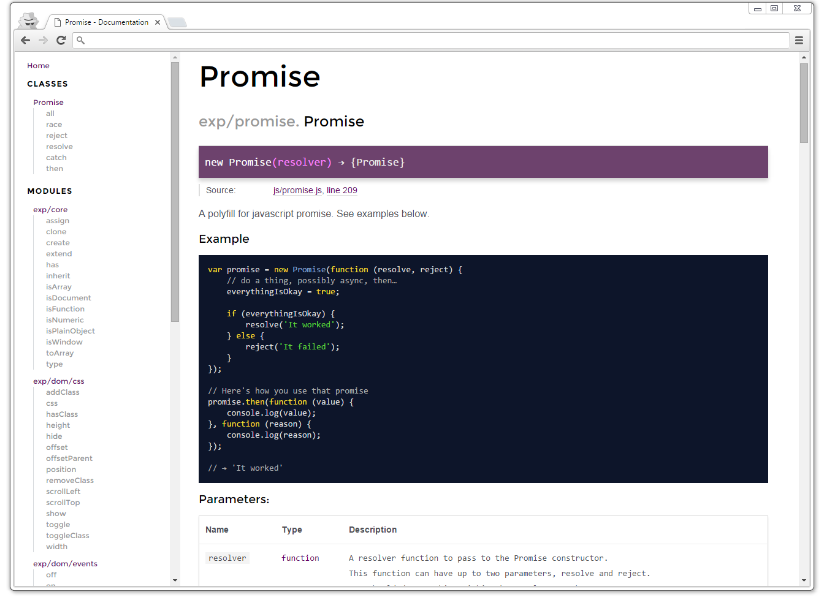 Promise - Documentation
Home
CLASSES
Promise
all
race
reject
resolve
catch
then
MODULES
exp/core
assign
clone
create
extend
has
inherit
isArray
isDocument
isFunction
isNumeric
isPlainObject
isWindow
toArray
type
exp/dom/css
addClass
css
hasClass
height
hide
offset
offsetParent
position
removeClass
scrollLeft
scrollTop
show
toggle
toggleClass
width
exp/dom/events
off
Promise
exp/promise. Promise
new Promise(resolver) → {Promise}
Source: js/promise.js, line 209
A polyfill for javascript promise. See examples below.
Example
var promise = new Promise(function (resolve, reject) {
// do a thing, possibly async, then…
everythingIsOkay = true;
if (everythingIsOkay) {
resolve('It worked');
} else {
reject('It failed');
}
});
// Here's how you use that promise
promise.then(function (value) {
console.log(value);
}, function (reason) {
console.log(reason);
});
// → 'It worked'
Parameters:
Name Type Description
resolver function A resolver function to pass to the Promise constructor.
This function can have up to two parameters, resolve and reject.